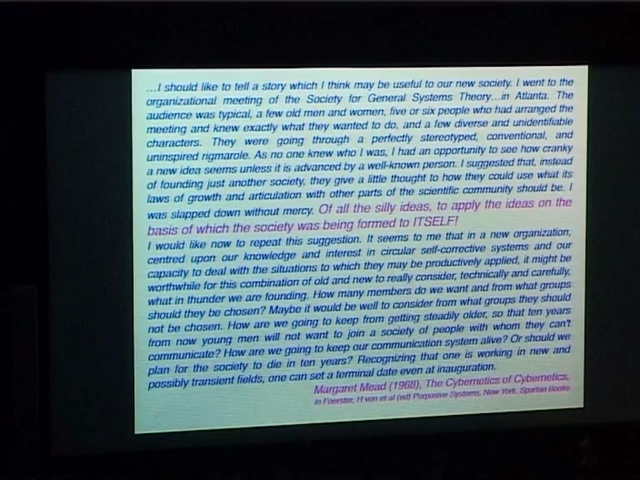 ...I should like to tell a story which I think may be useful to our new society. I went to the
organizational meeting of the Society for General Systems Theory...in Atlanta. The
audience was typical, a few old men and women, five or six people who had arranged the
meeting and knew exactly what they wanted to do, and a few diverse and unidentifiable
characters. They were going through a perfectly stereotyped, conventional, and
uninspired rigmarole. As no one knew who I was, I had an opportunity to see how cranky
a new idea seems unless it is advanced by a well-known person. I suggested that, instead
of founding just another society, they give a little thought to how they could use what its
laws of growth and articulation with other parts of the scientific community should be. I
was slapped down without mercy. Of all the silly ideas, to apply the ideas on the
basis of which the society was being formed to ITSELF!
I would like now to repeat this suggestion. It seems to me that in a new organization,
centred upon our knowledge and interest in circular self-corrective systems and our
capacity to deal with the situations to which they may be productively applied, it might be
worthwhile for this combination of old and new to really consider, technically and carefully,
what in thunder we are founding. How many members do we want and from what groups
should they be chosen? Maybe it would be well to consider from what groups they should
not be chosen. How are we going to keep from getting steadily older, so that ten years
from now young men will not want to join a society of people with whom they can't
communicate? How are we going to keep our communication system alive? Or should we
plan for the society to die in ten years? Recognizing that one is working in new and
possibly transient fields, one can set a terminal date even at inauguration.
Margaret Mead (1968), The Cybernetics of Cybernetics,
in Foerster, H von et al (ed) Purposive Systems, New York, Spartan Books